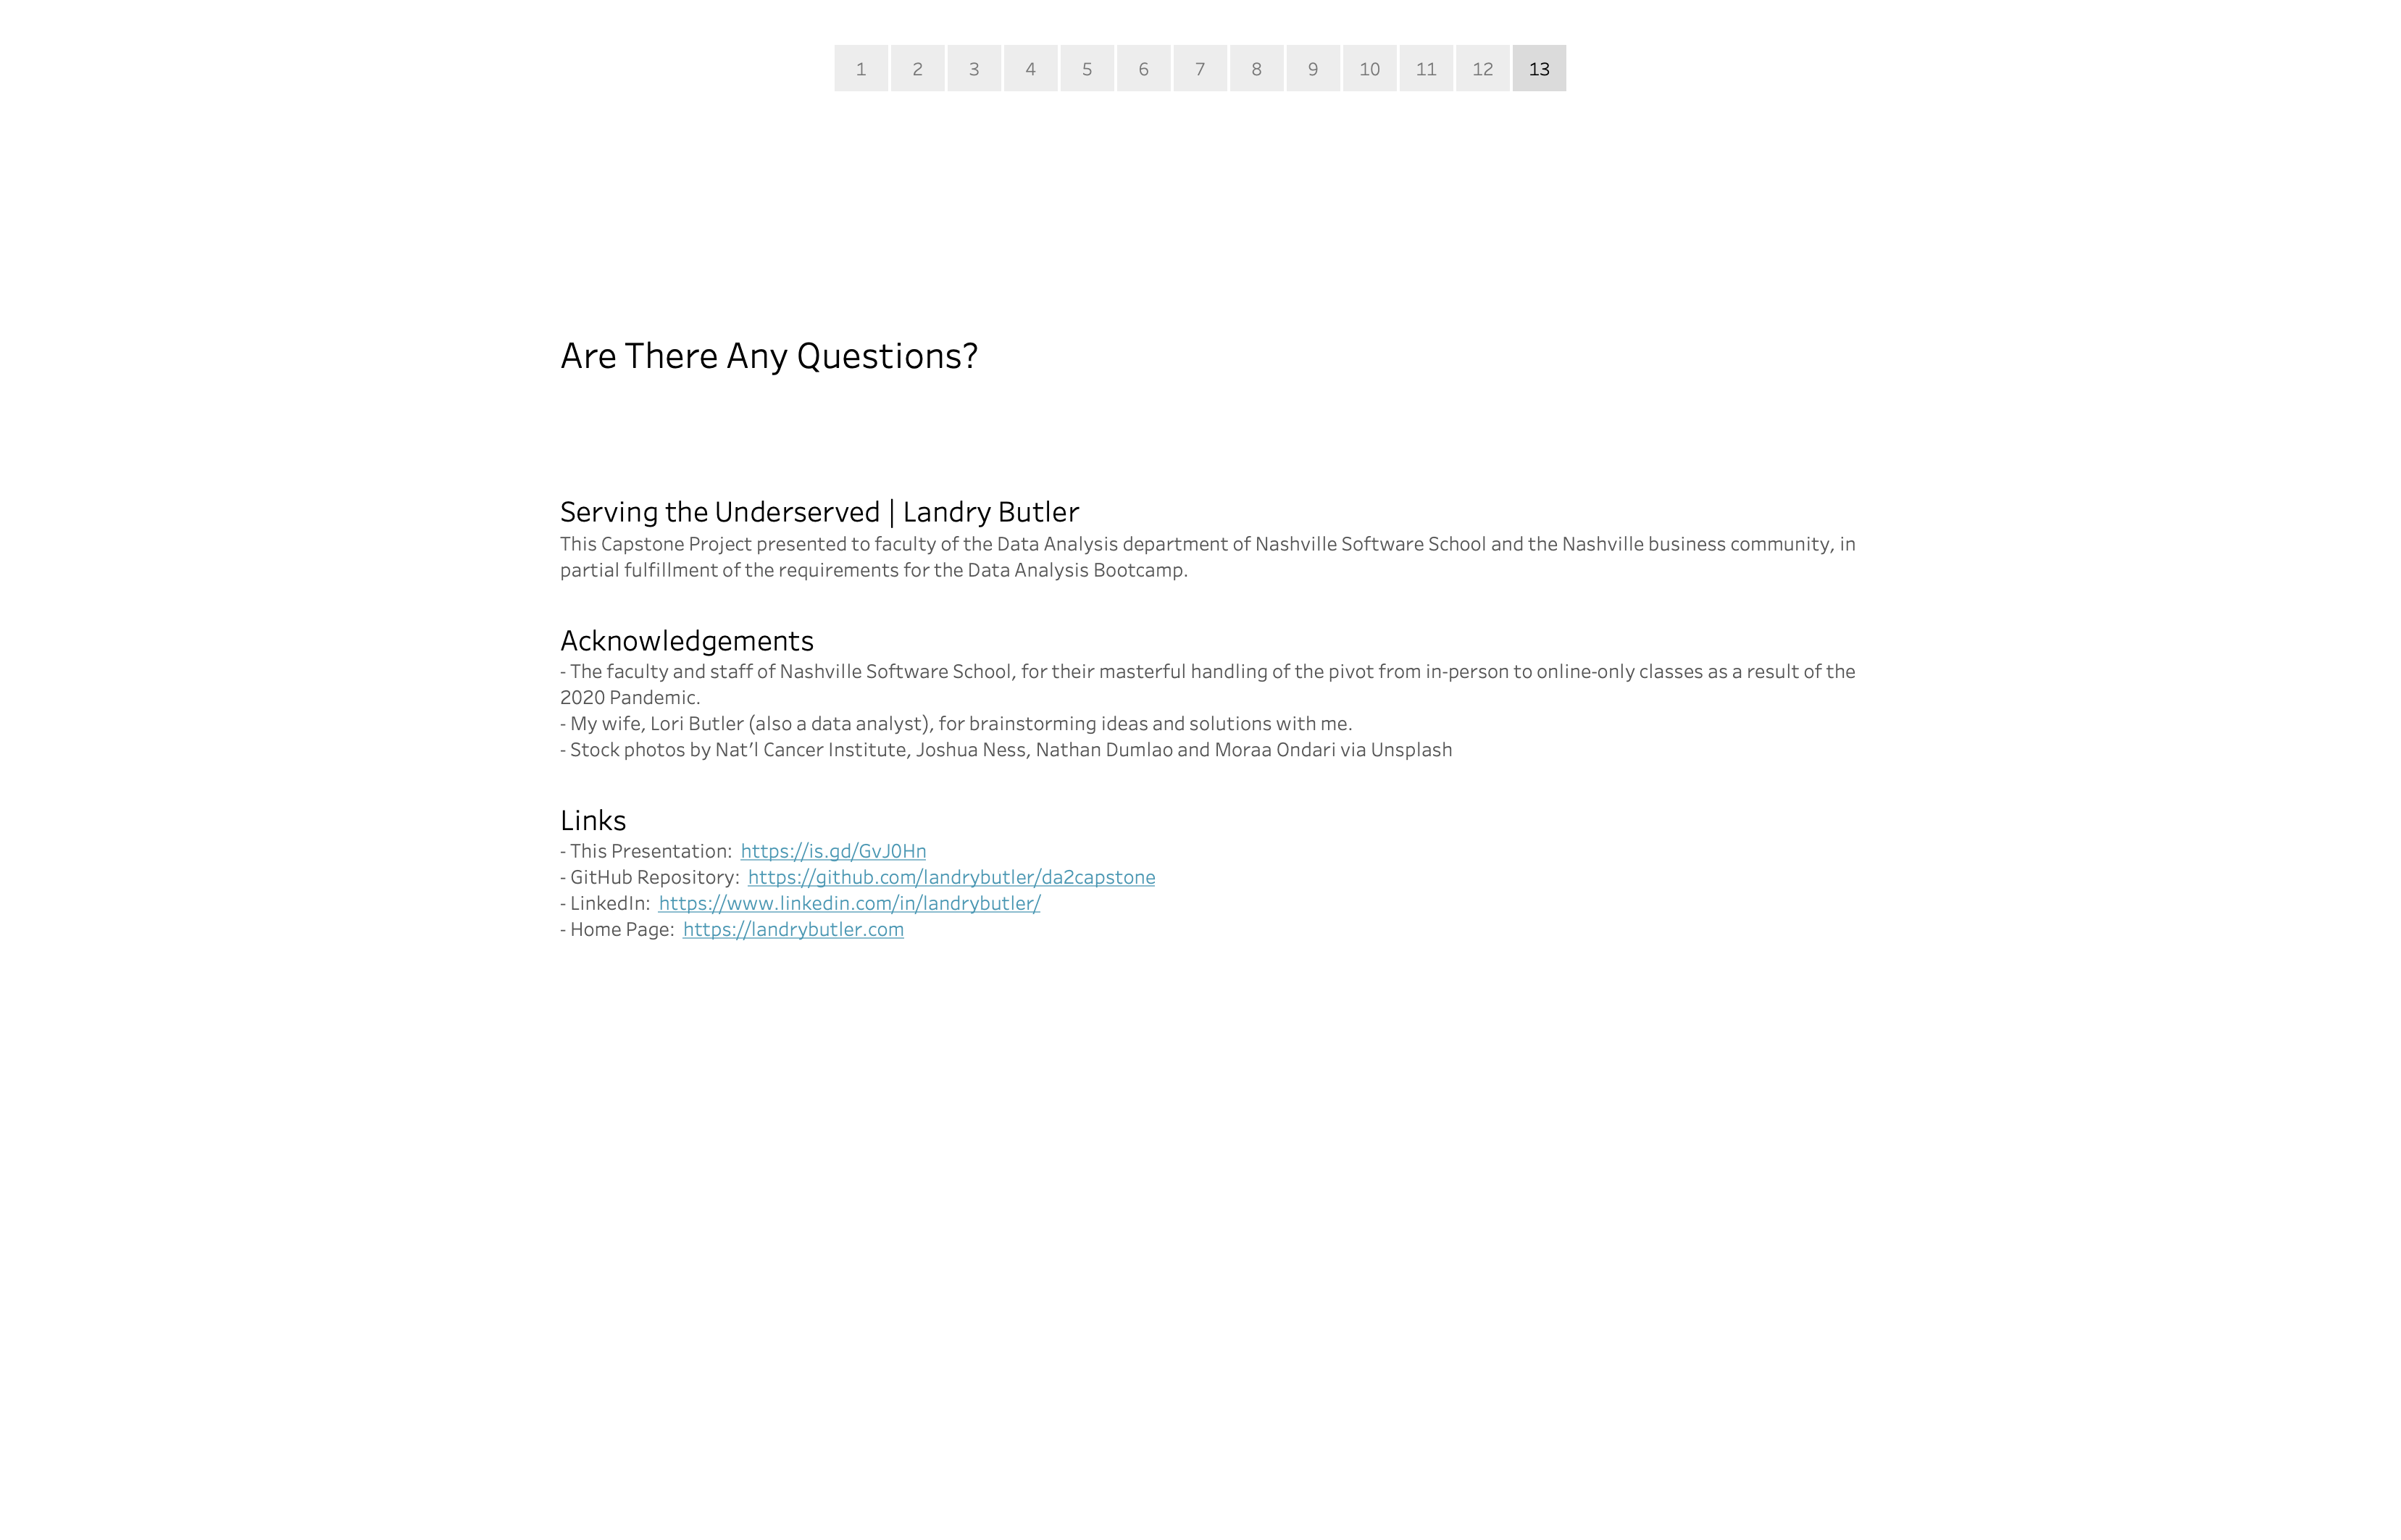 1 2 3 4 5 6 7 8 9 10 11 12 13
Are There Any Questions?
Serving the Underserved | Landry Butler
This Capstone Project presented to faculty of the Data Analysis department of Nashville Software School and the Nashville business community, in
partial fulfillment of the requirements for the Data Analysis Bootcamp.
Acknowledgements
- The faculty and staff of Nashville Software School, for their masterful handling of the pivot from in-person to online-only classes as a result of the
2020 Pandemic.
- My wife, Lori Butler (also a data analyst), for brainstorming ideas and solutions with me.
- Stock photos by Nat’l Cancer Institute, Joshua Ness, Nathan Dumlao and Moraa Ondari via Unsplash
Links
- This Presentation: https://is.gd/GvJ0Hn
- GitHub Repository: https://github.com/landrybutler/da2capstone
- LinkedIn: https://www.linkedin.com/in/landrybutler/
- Home Page: https://landrybutler.com